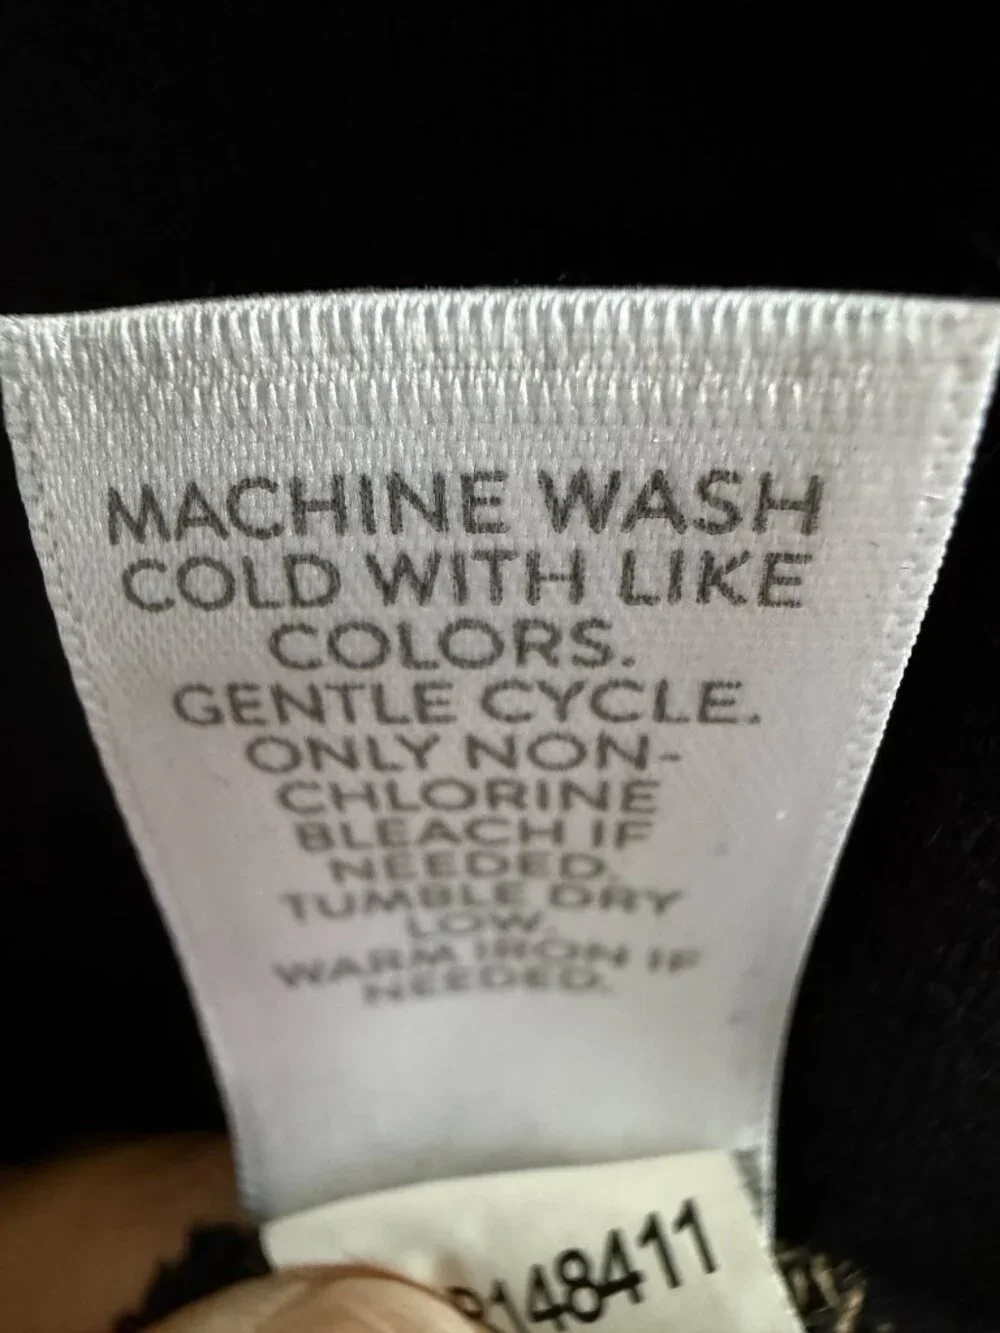 MACHINE WASH
COLD WITH LIKE
COLORS.
GENTLE CYCLE.
ONLY NON-
CHLORINE
BLEACH IF
NEEDED.
TUMBLE DRY
LOW.
WARM IRON IF
NEEDED.
148411